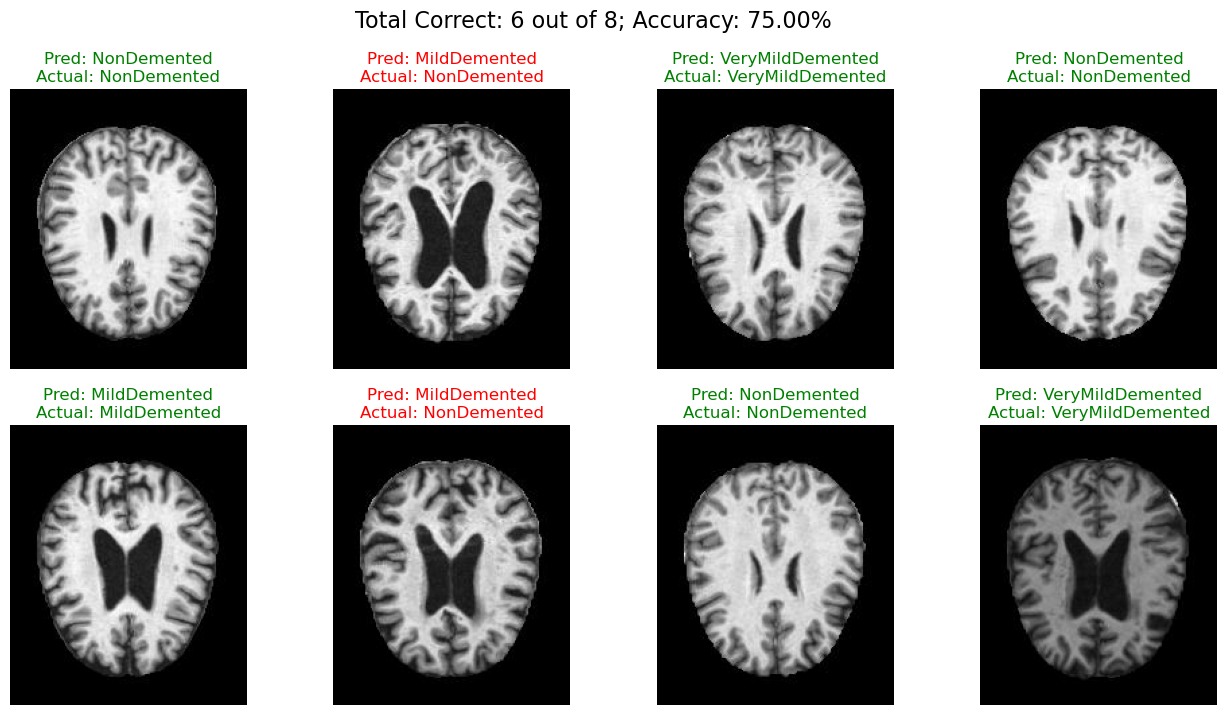 Total Correct: 6 out of 8; Accuracy: 75.00%
Pred: NonDemented
Actual: NonDemented
Pred: MildDemented
Actual: NonDemented
Pred: VeryMildDemented
Actual: VeryMildDemented
Pred: NonDemented
Actual: NonDemented
Pred: MildDemented
Actual: MildDemented
Pred: MildDemented
Actual: NonDemented
Pred: NonDemented
Actual: NonDemented
Pred: VeryMildDemented
Actual: VeryMildDemented